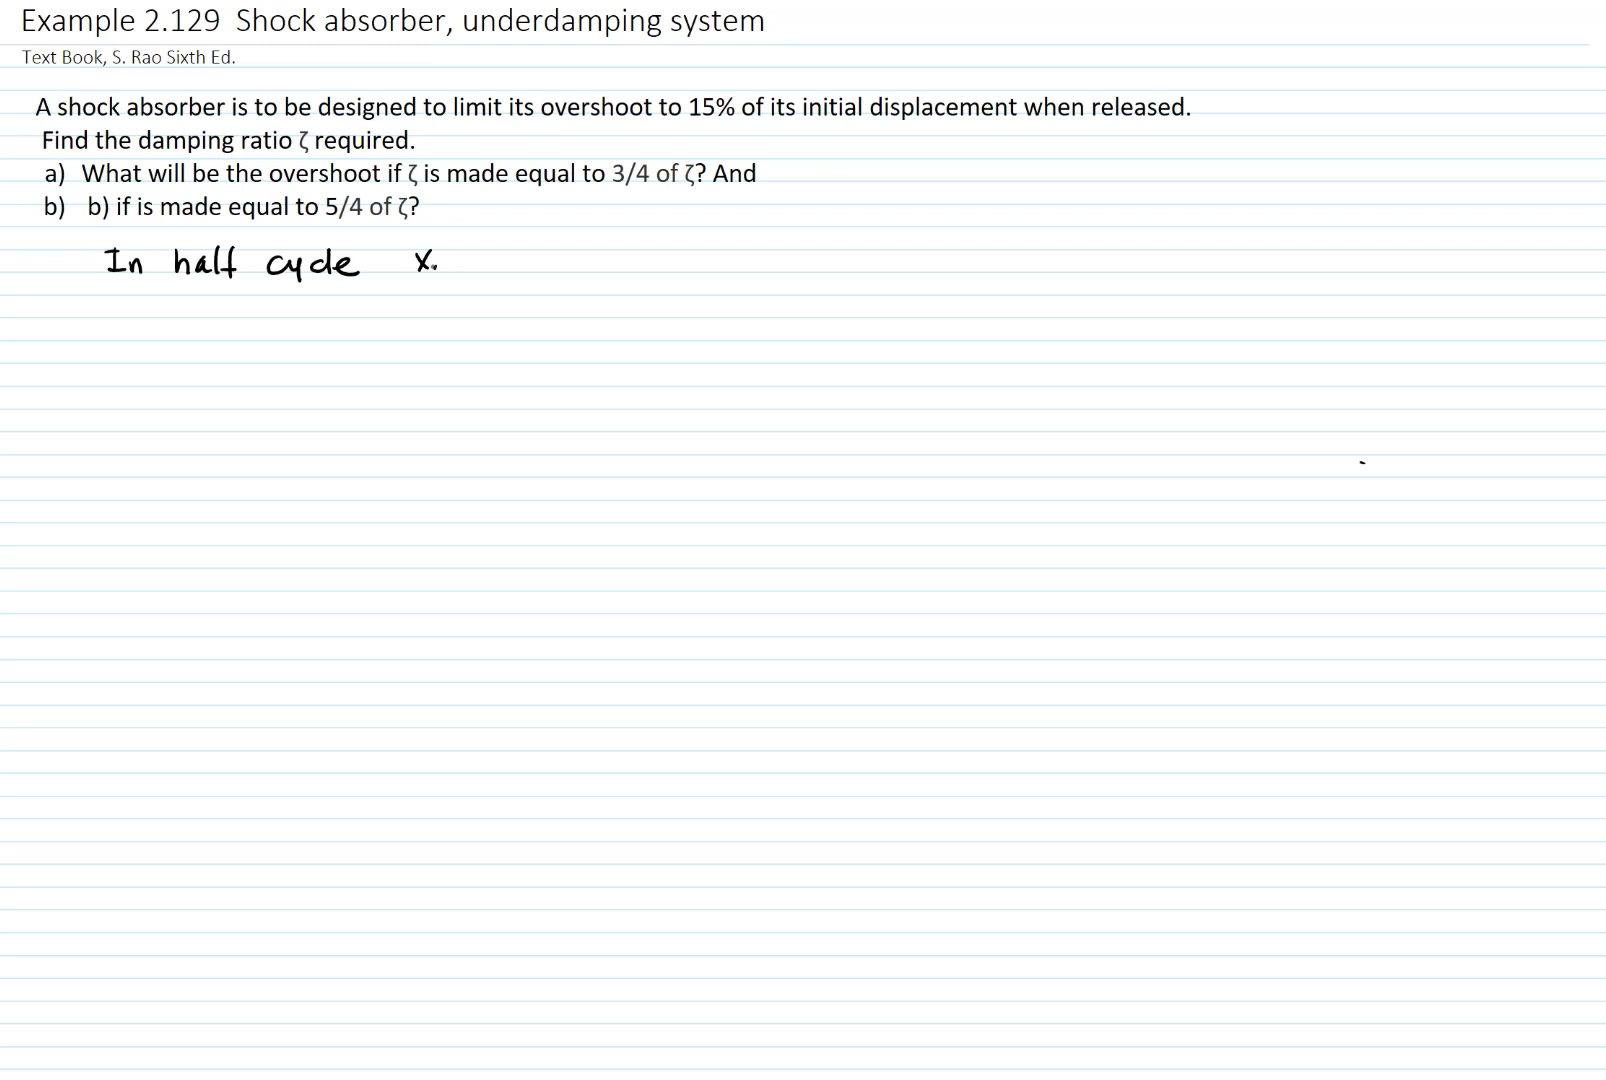 Example 2.129 Shock absorber, underdamping system
Text Book, S. Rao Sixth Ed.
A shock absorber is to be designed to limit its overshoot to 15% of its initial displacement when released.
Find the damping ratio ζ required.
a) What will be the overshoot if ζ is made equal to 3/4 of ζ? And
b) b) if is made equal to 5/4 of ζ?
In half cycle x.